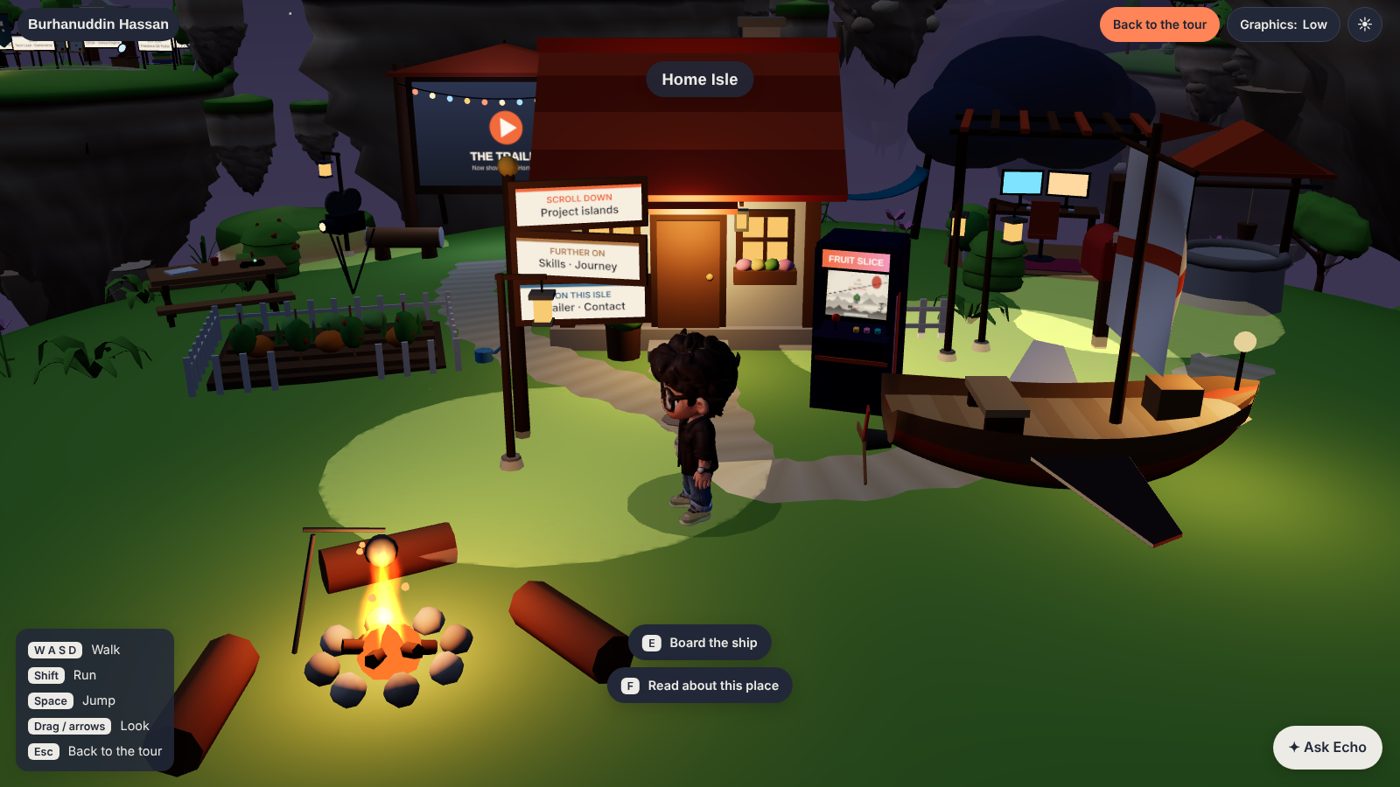 Burhanuddin Hassan
Back to the tour
Graphics: Low
Home Isle
THE TRAIL
SCROLL DOWN
Project islands
FURTHER ON
Skills · Journey
ON THIS ISLE
ailer · Contact
FRUIT SLICE
W A S D Walk
Shift Run
Space Jump
Drag / arrows Look
Esc Back to the tour
E Board the ship
F Read about this place
✦ Ask Echo